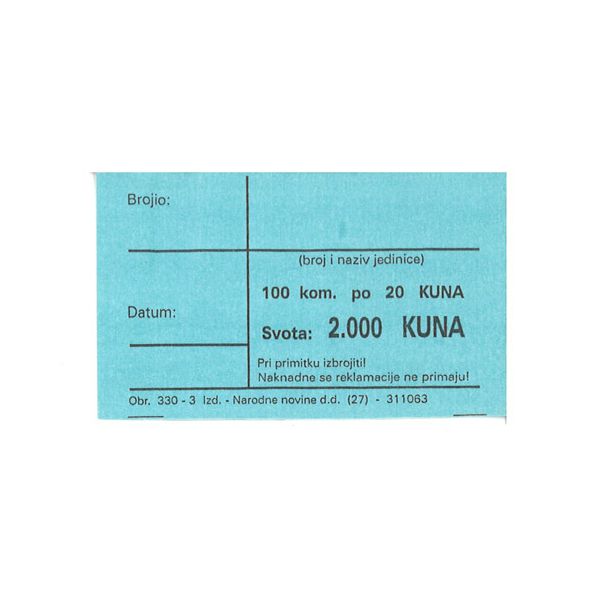 Brojio:
(broj i naziv jedinice)
100 kom. po 20 KUNA
Datum:
Svota: 2.000 KUNA
Pri primitku izbrojiti!
Naknadne se reklamacije ne primaju!
Obr. 330 - 3 Izd. - Narodne novine d.d. (27) - 311063